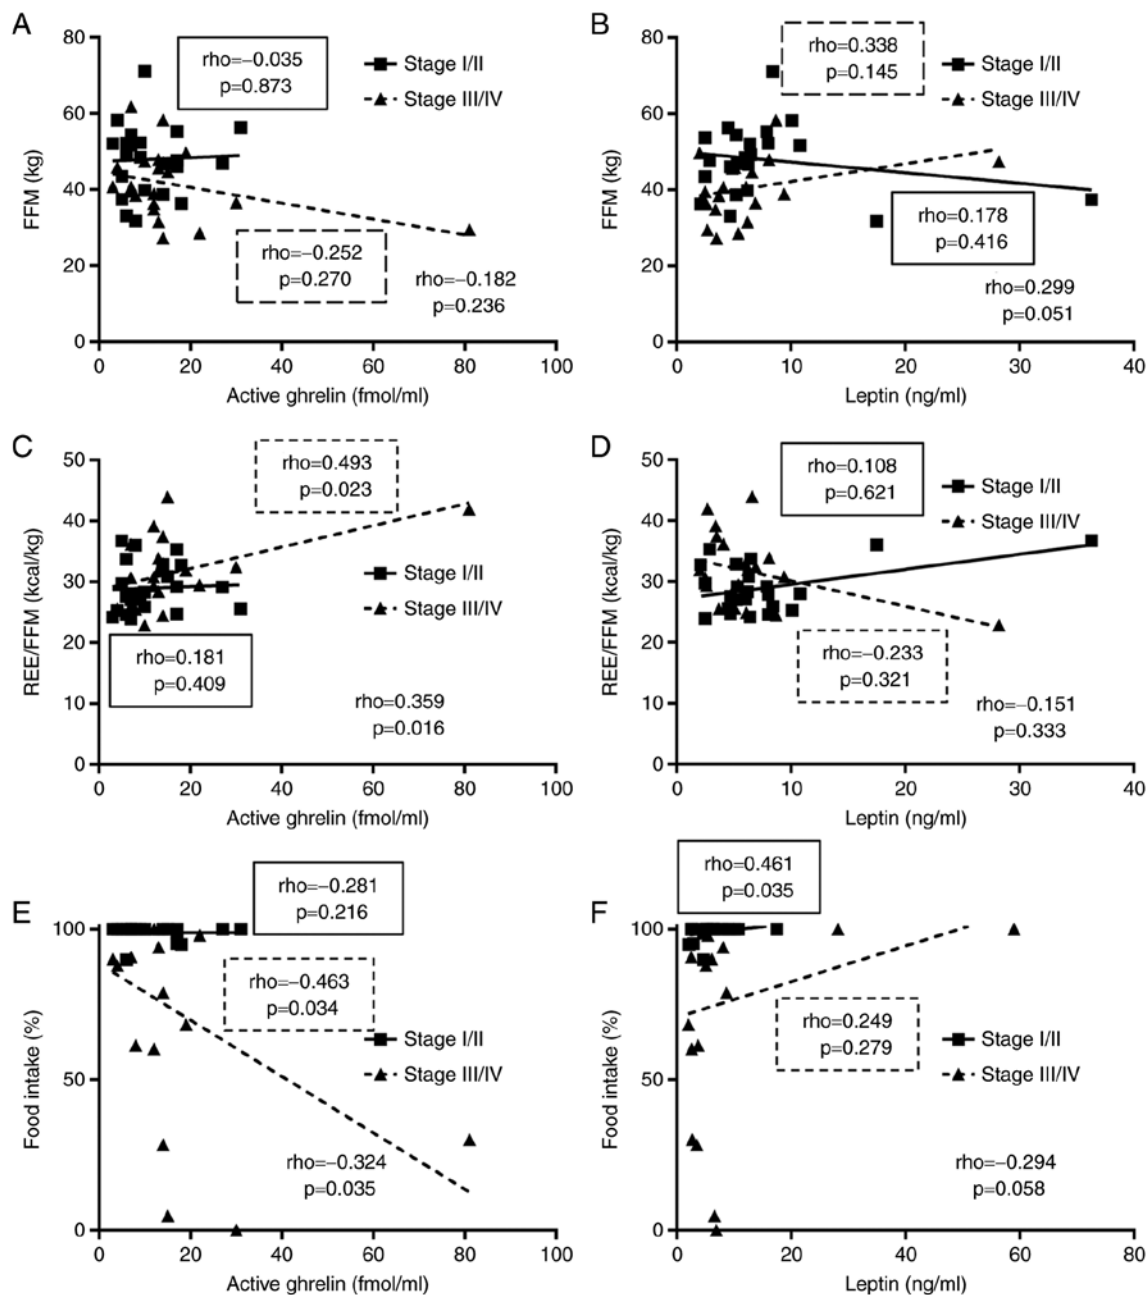 A
80
60
40
20
0
FFM (kg)
rho=−0.035
p=0.873
Stage I/II
Stage III/IV
rho=−0.252
p=0.270
rho=−0.182
p=0.236
0 20 40 60 80 100
Active ghrelin (fmol/ml)
B
80
60
40
20
0
FFM (kg)
rho=0.338
p=0.145
Stage I/II
Stage III/IV
rho=0.178
p=0.416
rho=0.299
p=0.051
0 10 20 30 40
Leptin (ng/ml)
C
50
40
30
20
10
0
REE/FFM (kcal/kg)
rho=0.493
p=0.023
Stage I/II
Stage III/IV
rho=0.181
p=0.409
rho=0.359
p=0.016
0 20 40 60 80 100
Active ghrelin (fmol/ml)
D
50
40
30
20
10
0
REE/FFM (kcal/kg)
rho=0.108
p=0.621
Stage I/II
Stage III/IV
rho=−0.233
p=0.321
rho=−0.151
p=0.333
0 10 20 30 40
Leptin (ng/ml)
E
100
50
0
Food intake (%)
rho=−0.281
p=0.216
rho=−0.463
p=0.034
Stage I/II
Stage III/IV
rho=−0.324
p=0.035
0 20 40 60 80 100
Active ghrelin (fmol/ml)
F
100
50
0
Food intake (%)
rho=0.461
p=0.035
rho=0.249
p=0.279
Stage I/II
Stage III/IV
rho=−0.294
p=0.058
0 20 40 60 80
Leptin (ng/ml)